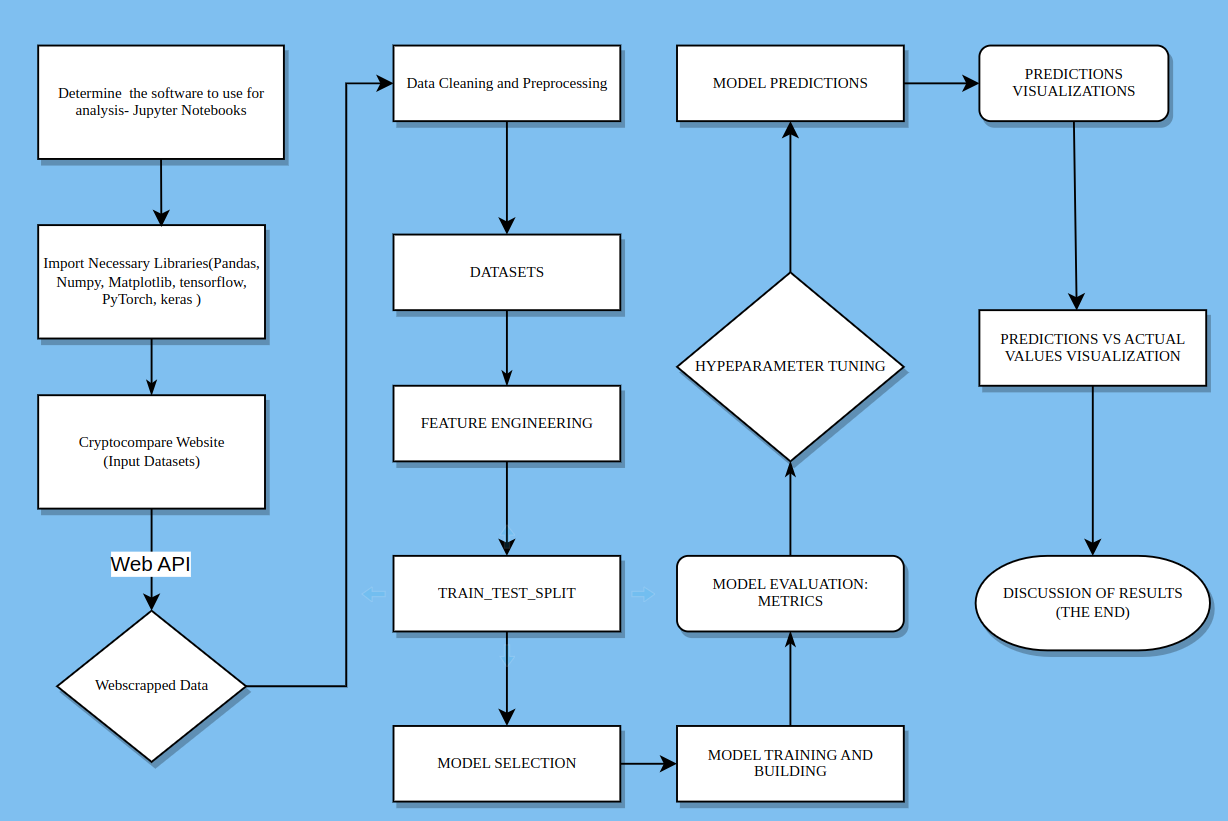 Determine  the software to use for
analysis- Jupyter Notebooks
Import Necessary Libraries(Pandas,
Numpy, Matplotlib, tensorflow,
PyTorch, keras )
Cryptocompare Website
(Input Datasets)
Web API
Webscrapped Data
Data Cleaning and Preprocessing
DATASETS
FEATURE ENGINEERING
TRAIN_TEST_SPLIT
MODEL SELECTION
MODEL TRAINING AND
BUILDING
MODEL EVALUATION:
METRICS
HYPEPARAMETER TUNING
MODEL PREDICTIONS
PREDICTIONS
VISUALIZATIONS
PREDICTIONS VS ACTUAL
VALUES VISUALIZATION
DISCUSSION OF RESULTS
(THE END)